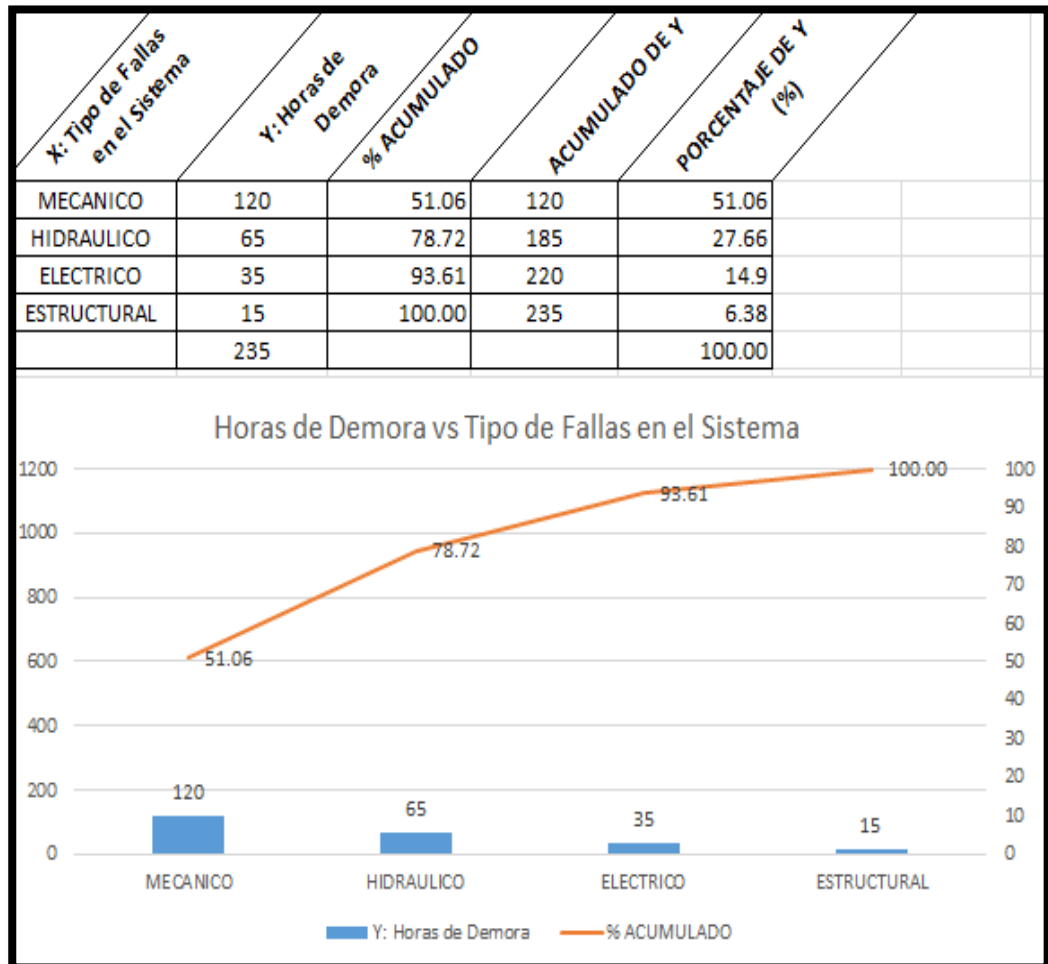 X: Tipo de Fallas
en el Sistema
Y: Horas de
Demora
% ACUMULADO
ACUMULADO DE Y
PORCENTAJE DE Y
(%)
MECANICO 120 51.06 120 51.06
HIDRAULICO 65 78.72 185 27.66
ELECTRICO 35 93.61 220 14.9
ESTRUCTURAL 15 100.00 235 6.38
235 100.00
Horas de Demora vs Tipo de Fallas en el Sistema
1200
1000
800
600
400
200
0
100
90
80
70
60
50
40
30
20
10
0
51.06
78.72
93.61
100.00
120
65
35
15
MECANICO HIDRAULICO ELECTRICO ESTRUCTURAL
Y: Horas de Demora % ACUMULADO